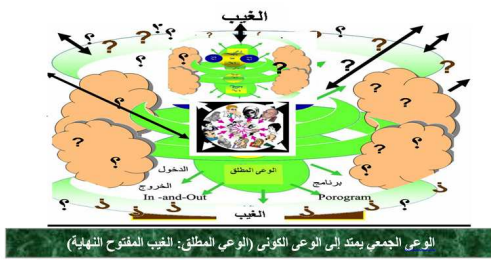 الغيب
الوعى المطلق
الدخول
الخروج
In -and-Out
برنامج
Porogram
الغيب
الوعى الجمعي يمتد إلى الوعى الكونى (الوعي المطلق: الغيب المفتوح النهاية)